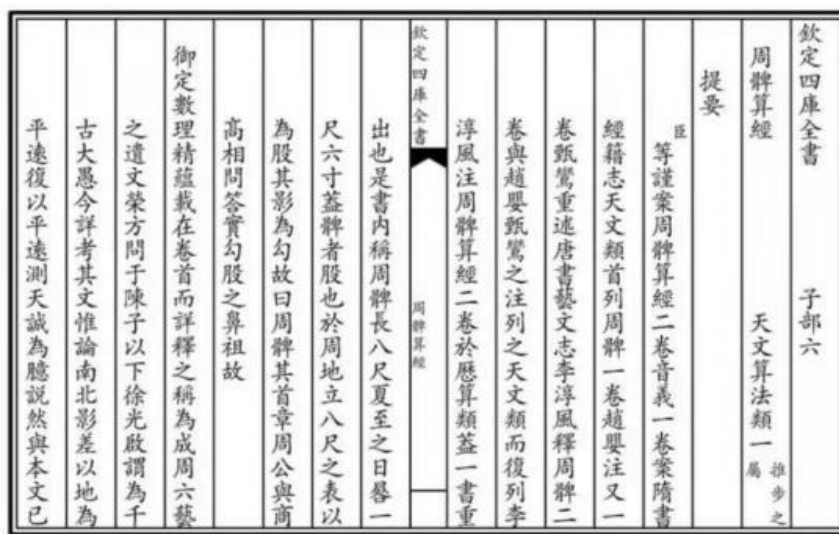 欽定四庫全書 子部六
周髀算經 天文算法類一 推步之屬
提要
臣等謹案周髀算經二卷音義一卷案隋書
經籍志天文類首列周髀一卷趙嬰注又一
卷甄鸞重述唐書藝文志李淳風釋周髀二
卷與趙嬰甄鸞之注列之天文類而復列李
淳風注周髀算經二卷於厯算類蓋一書重
欽定四庫全書 周髀算經
出也是書內稱周髀長八尺夏至之日晷一
尺六寸蓋髀者股也於周地立八尺之表以
為股其影為勾故曰周髀其首章周公與商
高相問答實勾股之鼻祖故
御定數理精蘊載在卷首而詳釋之稱為成周六藝
之遺文榮方問于陳子以下徐光啟謂為千
古大愚今詳考其文惟論南北影差以地為
平遠復以平遠測天誠為臆說然與本文已